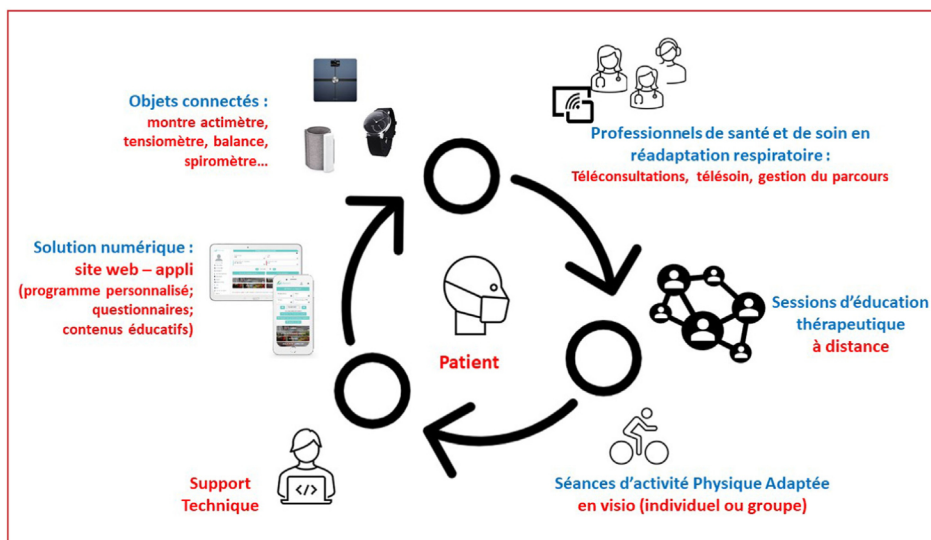 Objets connectés :
montre actimètre,
tensiomètre, balance,
spiromètre...
Professionnels de santé et de soin en
réadaptation respiratoire :
Téléconsultations, télésoin, gestion du parcours
Solution numérique :
site web – appli
(programme personnalisé;
questionnaires;
contenus éducatifs)
Patient
Sessions d’éducation
thérapeutique
à distance
Support
Technique
Séances d’activité Physique Adaptée
en visio (individuel ou groupe)